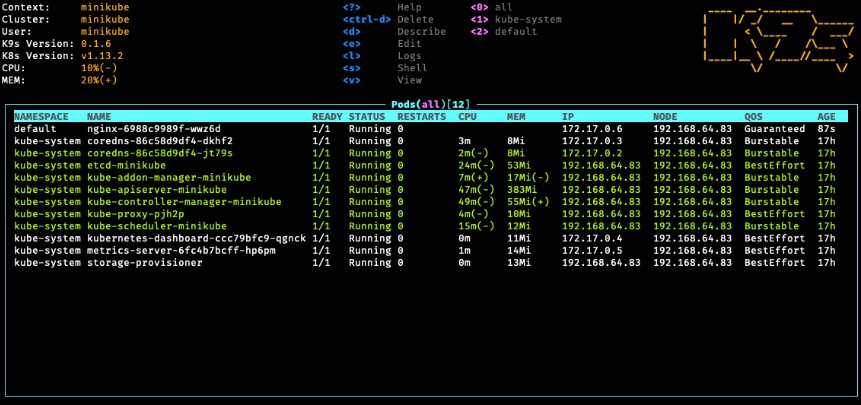 Context: minikube <?> Help <0> all
Cluster: minikube <ctrl-d> Delete <1> kube-system
User: minikube <d> Describe <2> default
K9s Version: 0.1.6 <e> Edit
K8s Version: v1.13.2 <l> Logs
CPU: 10%(-) <s> Shell
MEM: 20%(+) <v> View
K9s
Pods(all)[12]
NAMESPACE NAME READY STATUS RESTARTS CPU MEM IP NODE QOS AGE
default nginx-6988c9989f-wwz6d 1/1 Running 0 172.17.0.6 192.168.64.83 Guaranteed 87s
kube-system coredns-86c58d9df4-dkhf2 1/1 Running 0 3m 8Mi 172.17.0.3 192.168.64.83 Burstable 17h
kube-system coredns-86c58d9df4-jt79s 1/1 Running 0 2m(-) 8Mi 172.17.0.2 192.168.64.83 Burstable 17h
kube-system etcd-minikube 1/1 Running 0 24m(-) 53Mi 192.168.64.83 192.168.64.83 BestEffort 17h
kube-system kube-addon-manager-minikube 1/1 Running 0 7m(+) 17Mi(-) 192.168.64.83 192.168.64.83 Burstable 17h
kube-system kube-apiserver-minikube 1/1 Running 0 47m(-) 383Mi 192.168.64.83 192.168.64.83 Burstable 17h
kube-system kube-controller-manager-minikube 1/1 Running 0 49m(-) 55Mi(+) 192.168.64.83 192.168.64.83 Burstable 17h
kube-system kube-proxy-pjh2p 1/1 Running 0 4m(-) 10Mi 192.168.64.83 192.168.64.83 BestEffort 17h
kube-system kube-scheduler-minikube 1/1 Running 0 15m(-) 12Mi 192.168.64.83 192.168.64.83 Burstable 17h
kube-system kubernetes-dashboard-ccc79bfc9-qgnck 1/1 Running 0 0m 11Mi 172.17.0.4 192.168.64.83 BestEffort 17h
kube-system metrics-server-6fc4b7bcff-hp6pm 1/1 Running 0 1m 14Mi 172.17.0.5 192.168.64.83 BestEffort 17h
kube-system storage-provisioner 1/1 Running 0 0m 13Mi 192.168.64.83 192.168.64.83 BestEffort 17h